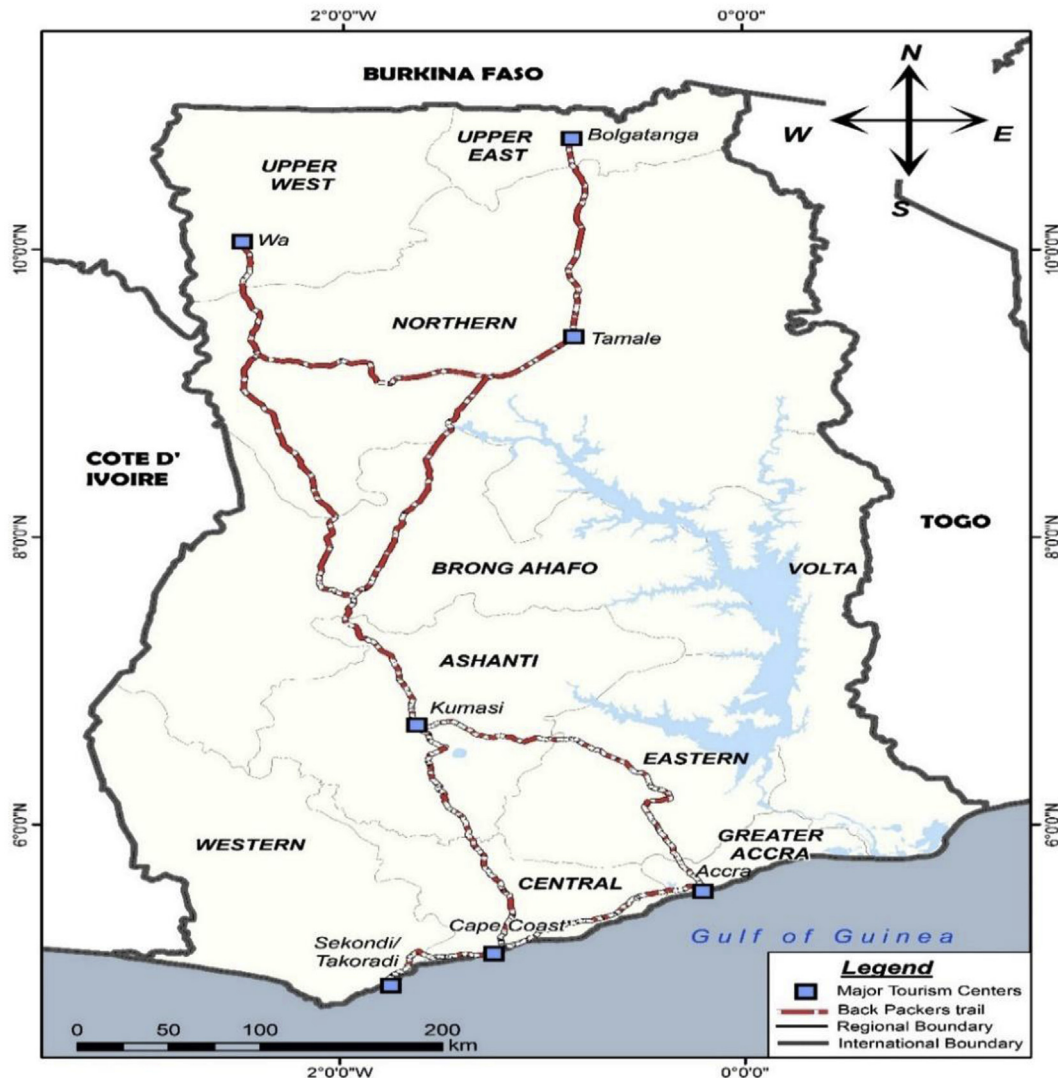 2°0'0"W
0°0'0"
BURKINA FASO
N
W
E
S
UPPER
EAST
Bolgatanga
UPPER
WEST
Wa
10°0'0"N
10°0'0"N
NORTHERN
Tamale
COTE D'
IVOIRE
TOGO
8°0'0"N
8°0'0"N
BRONG AHAFO
VOLTA
ASHANTI
Kumasi
EASTERN
6°0'0"N
6°0'0"N
WESTERN
GREATER
ACCRA
Accra
CENTRAL
Cape Coast
Sekondi/
Takoradi
Gulf of Guinea
Legend
Major Tourism Centers
Back Packers trail
Regional Boundary
International Boundary
0 50 100 200
km
2°0'0"W
0°0'0"